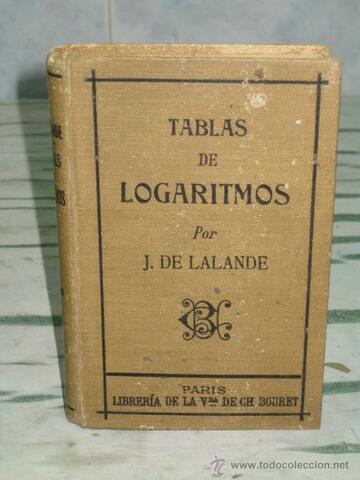 TABLAS
DE
LOGARITMOS
Por
J. DE LALANDE
PARIS
LIBRERÍA DE LA VDA DE CH. BOURET
www.todocoleccion.net